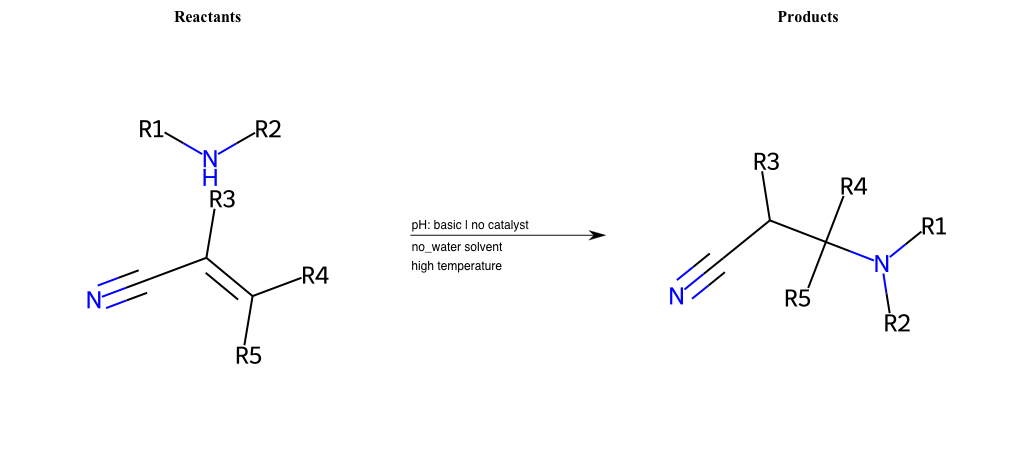 Reactants
Products
R1
R2
N
H
R3
R4
N
R5
pH: basic | no catalyst
no_water solvent
high temperature
R3
R4
R1
N
N
R5
R2